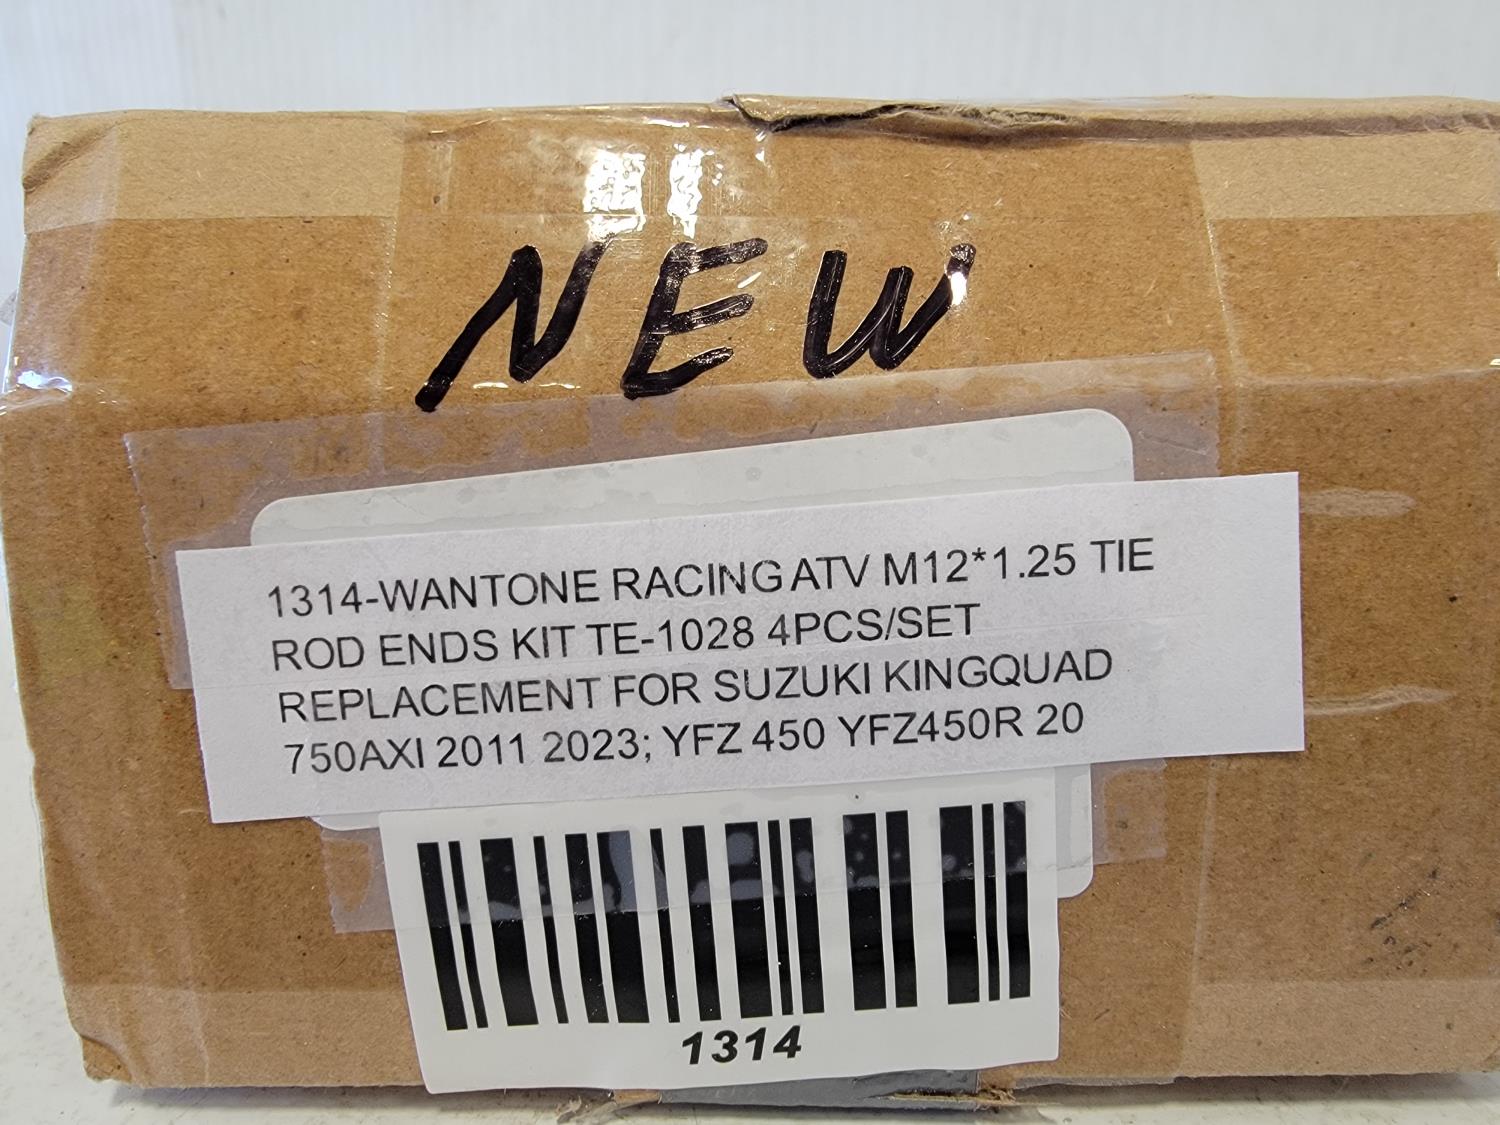 NEW
1314-WANTONE RACING ATV M12*1.25 TIE
ROD ENDS KIT TE-1028 4PCS/SET
REPLACEMENT FOR SUZUKI KINGQUAD
750AXI 2011 2023; YFZ 450 YFZ450R 20
1314